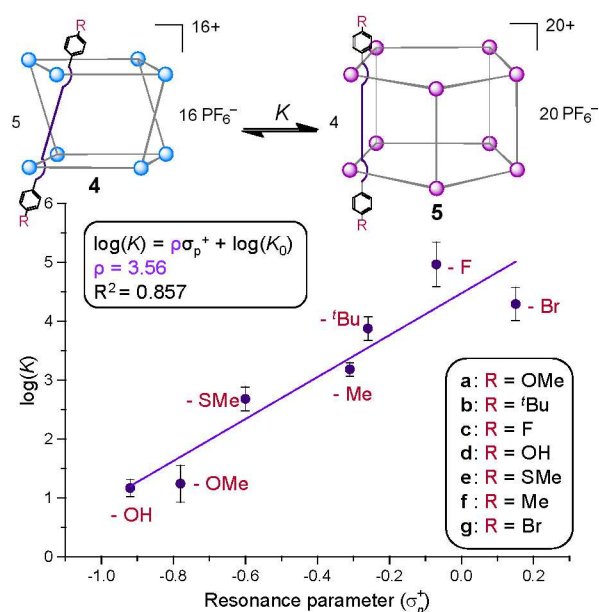 R
16+
5
16 PF₆⁻
R
4
K
R
20+
4
20 PF₆⁻
R
5
log(K) = ρσₚ⁺ + log(K₀)
ρ = 3.56
R² = 0.857
- F
- Br
- ᵗBu
- Me
- SMe
- OMe
- OH
a: R = OMe
b: R = ᵗBu
c: R = F
d: R = OH
e: R = SMe
f: R = Me
g: R = Br
log(K)
6
5
4
3
2
1
0
-1.0 -0.8 -0.6 -0.4 -0.2 0.0 0.2
Resonance parameter (σₚ⁺)